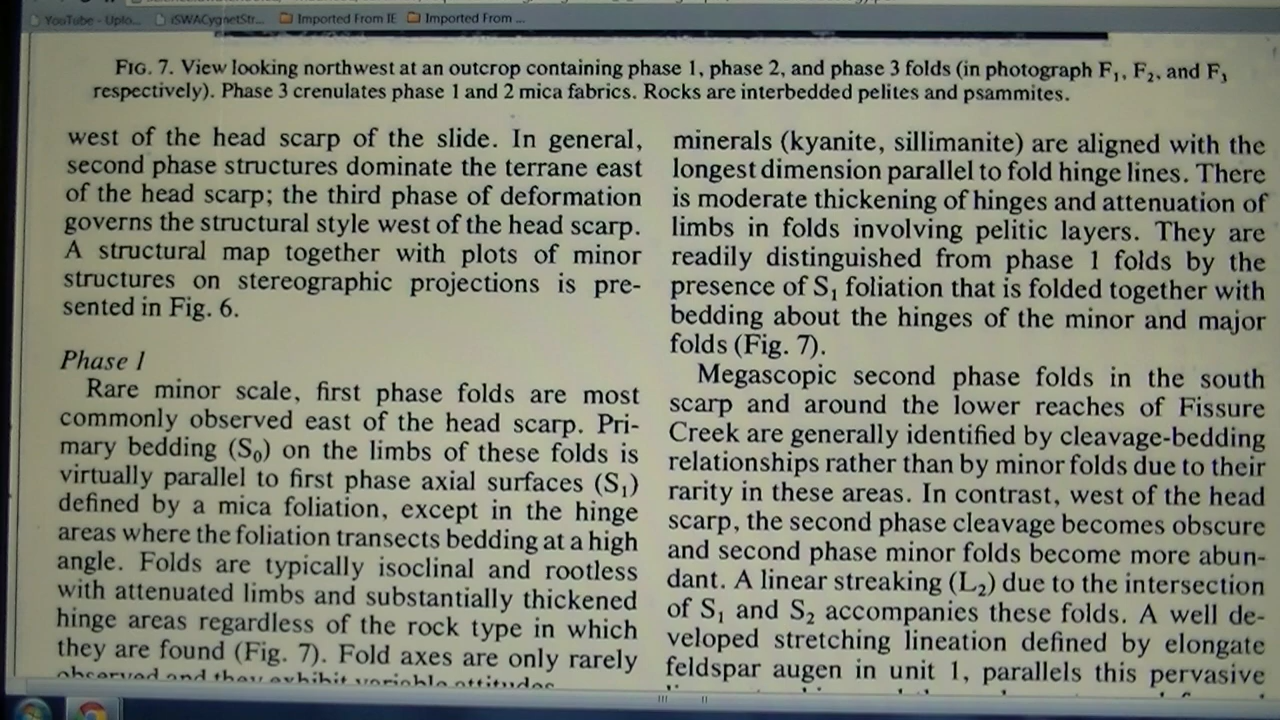 YouTube - Uplo...
iSWACygnetStr...
Imported From IE
Imported From ...
FIG. 7. View looking northwest at an outcrop containing phase 1, phase 2, and phase 3 folds (in photograph F₁, F₂, and F₃
respectively). Phase 3 crenulates phase 1 and 2 mica fabrics. Rocks are interbedded pelites and psammites.
west of the head scarp of the slide. In general,
second phase structures dominate the terrane east
of the head scarp; the third phase of deformation
governs the structural style west of the head scarp.
A structural map together with plots of minor
structures on stereographic projections is pre-
sented in Fig. 6.
Phase 1
Rare minor scale, first phase folds are most
commonly observed east of the head scarp. Pri-
mary bedding (S₀) on the limbs of these folds is
virtually parallel to first phase axial surfaces (S₁)
defined by a mica foliation, except in the hinge
areas where the foliation transects bedding at a high
angle. Folds are typically isoclinal and rootless
with attenuated limbs and substantially thickened
hinge areas regardless of the rock type in which
they are found (Fig. 7). Fold axes are only rarely
observed and they exhibit variable attitudes
minerals (kyanite, sillimanite) are aligned with the
longest dimension parallel to fold hinge lines. There
is moderate thickening of hinges and attenuation of
limbs in folds involving pelitic layers. They are
readily distinguished from phase 1 folds by the
presence of S₁ foliation that is folded together with
bedding about the hinges of the minor and major
folds (Fig. 7).
Megascopic second phase folds in the south
scarp and around the lower reaches of Fissure
Creek are generally identified by cleavage-bedding
relationships rather than by minor folds due to their
rarity in these areas. In contrast, west of the head
scarp, the second phase cleavage becomes obscure
and second phase minor folds become more abun-
dant. A linear streaking (L₂) due to the intersection
of S₁ and S₂ accompanies these folds. A well de-
veloped stretching lineation defined by elongate
feldspar augen in unit 1, parallels this pervasive